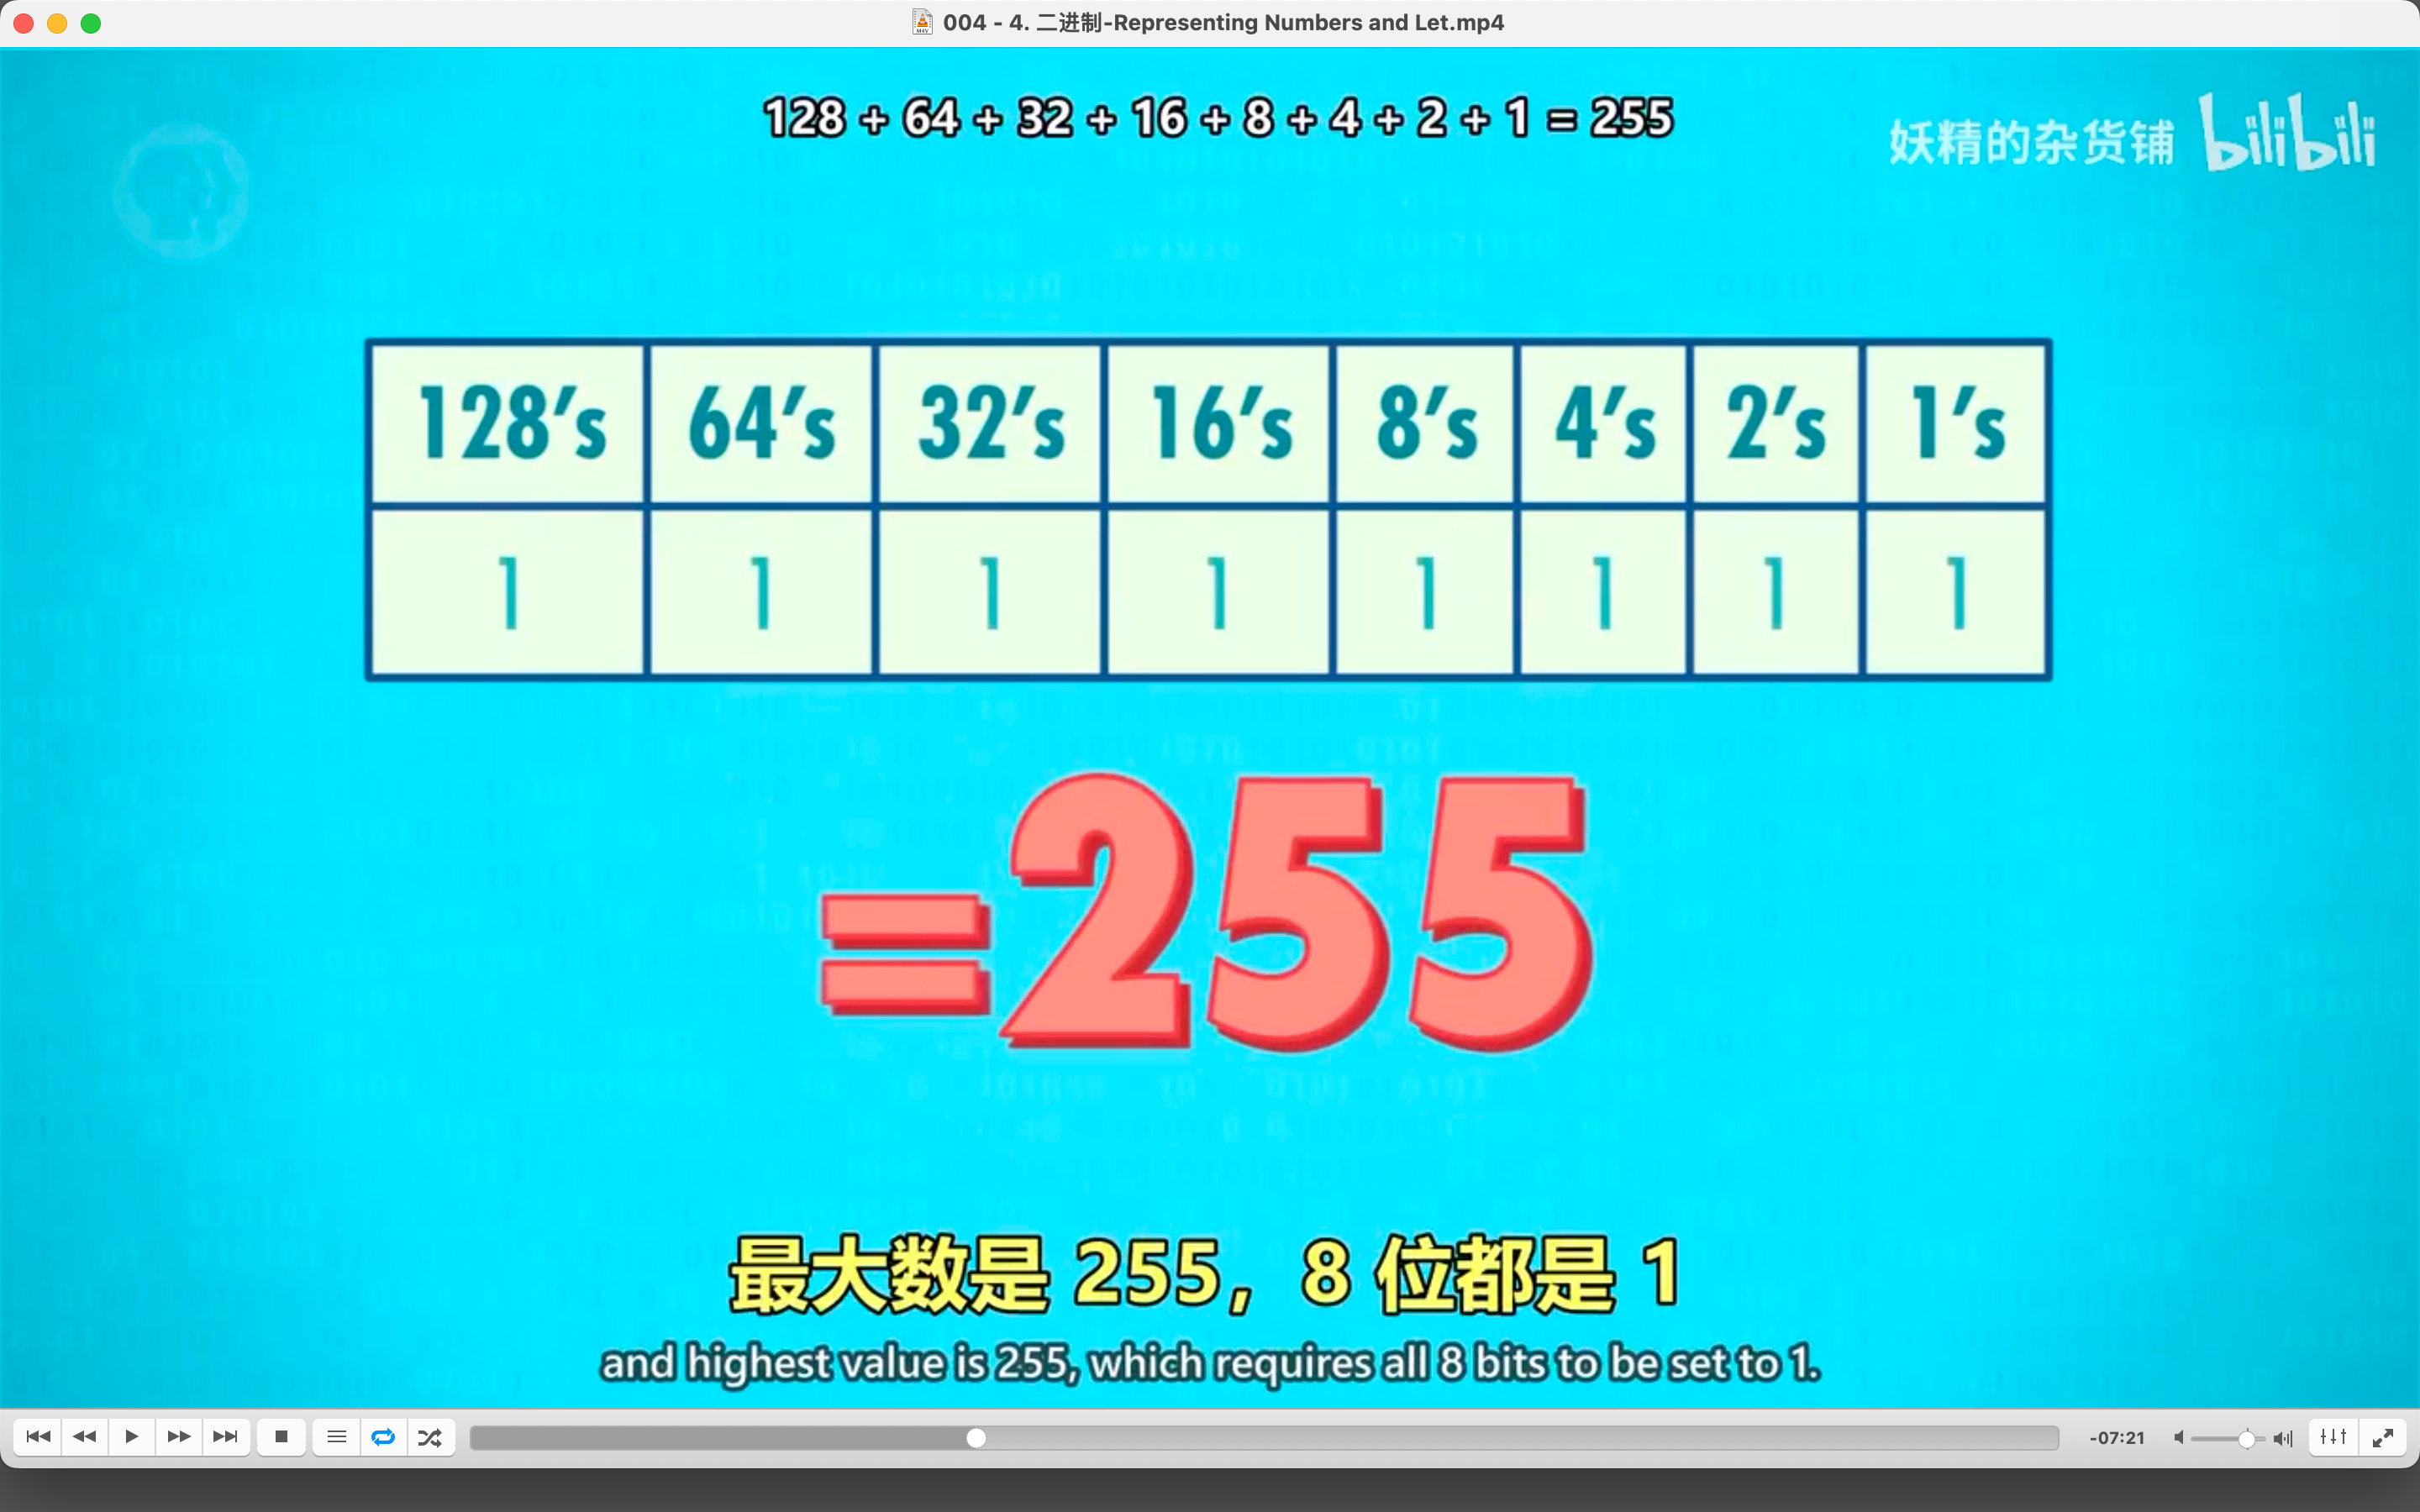 004 - 4. 二进制-Representing Numbers and Let.mp4
128 + 64 + 32 + 16 + 8 + 4 + 2 + 1 = 255
妖精的杂货铺 bilibili
128's 64's 32's 16's 8's 4's 2's 1's
1 1 1 1 1 1 1 1
=255
最大数是 255，8 位都是 1
and highest value is 255, which requires all 8 bits to be set to 1.
-07:21